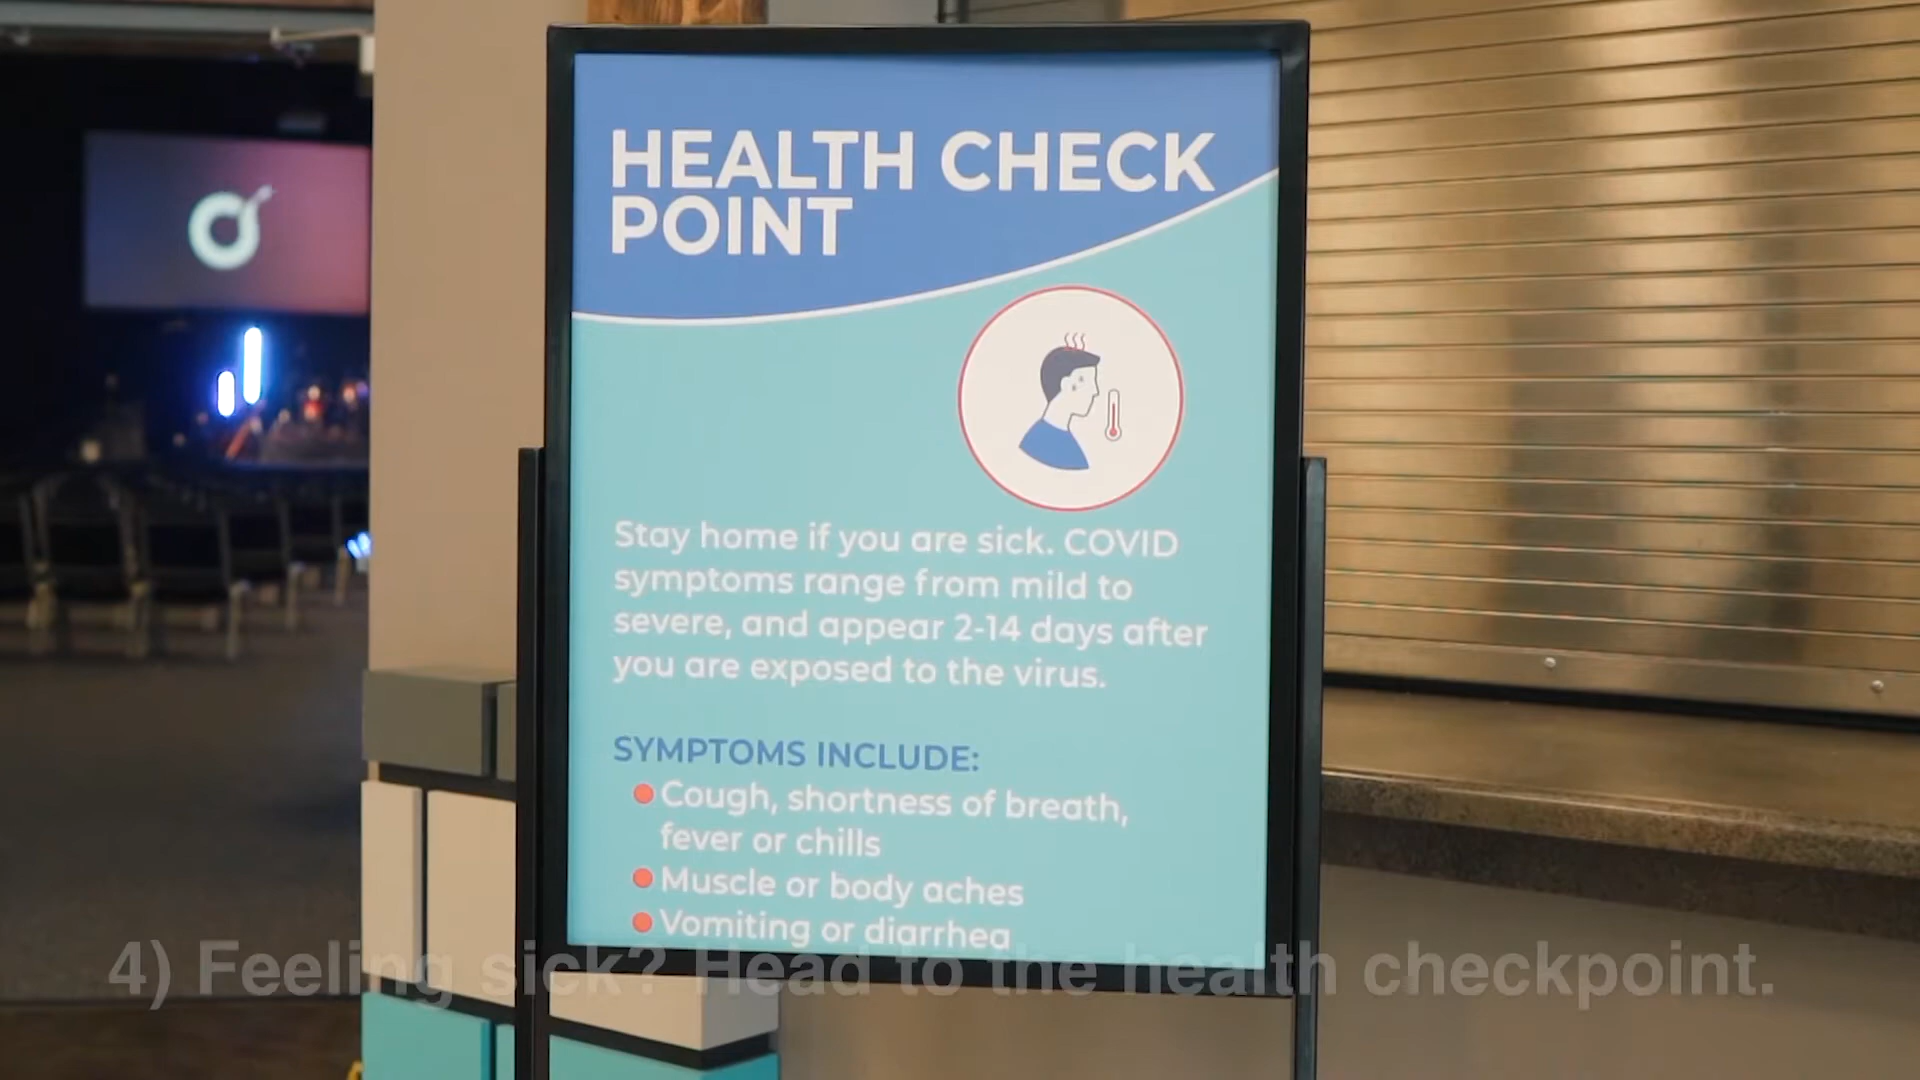 HEALTH CHECK
POINT
Stay home if you are sick. COVID
symptoms range from mild to
severe, and appear 2-14 days after
you are exposed to the virus.
SYMPTOMS INCLUDE:
Cough, shortness of breath,
fever or chills
Muscle or body aches
Vomiting or diarrhea
4) Feeling sick? Head to the health checkpoint.